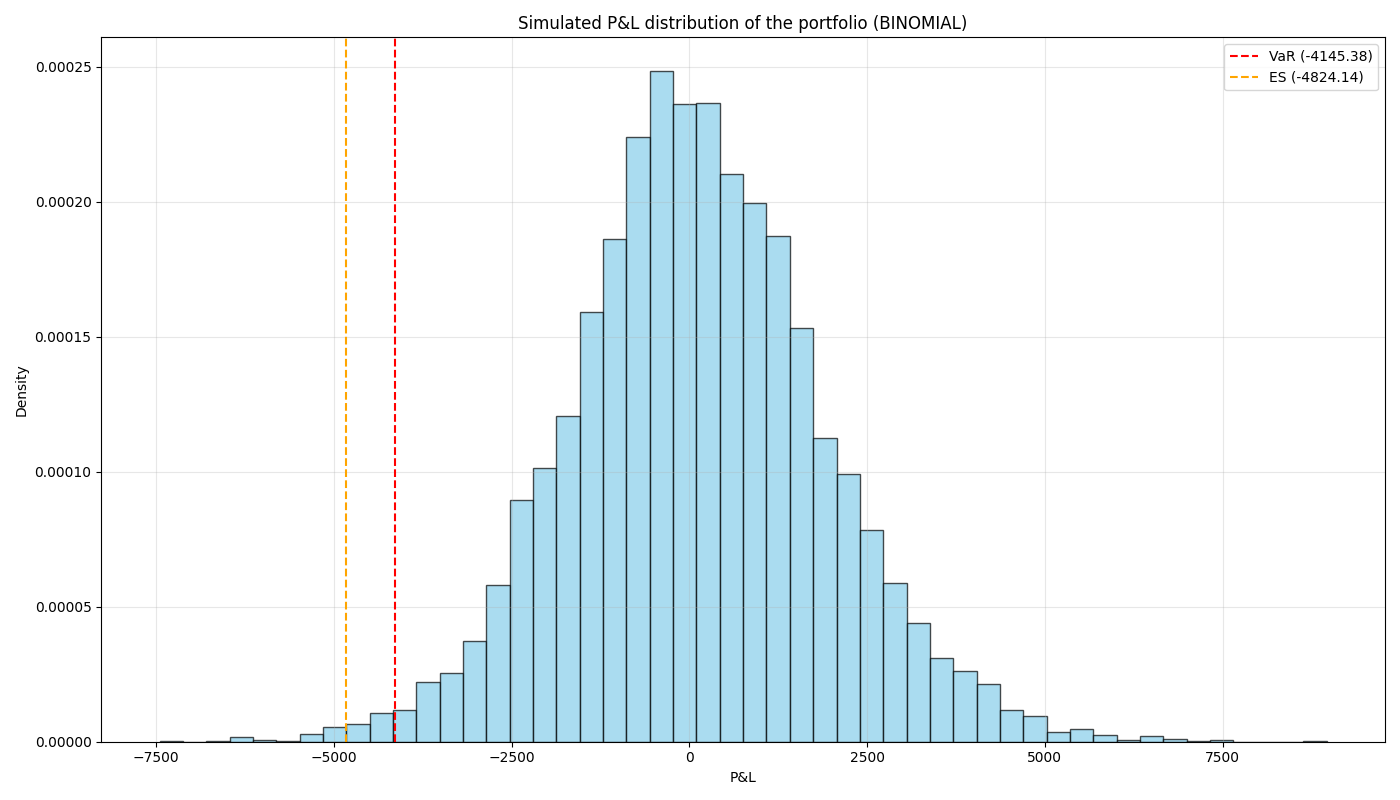 Simulated P&L distribution of the portfolio (BINOMIAL)
VaR (-4145.38)
ES (-4824.14)
0.00025
0.00020
0.00015
0.00010
0.00005
0.00000
Density
−7500
−5000
−2500
0
2500
5000
7500
P&L